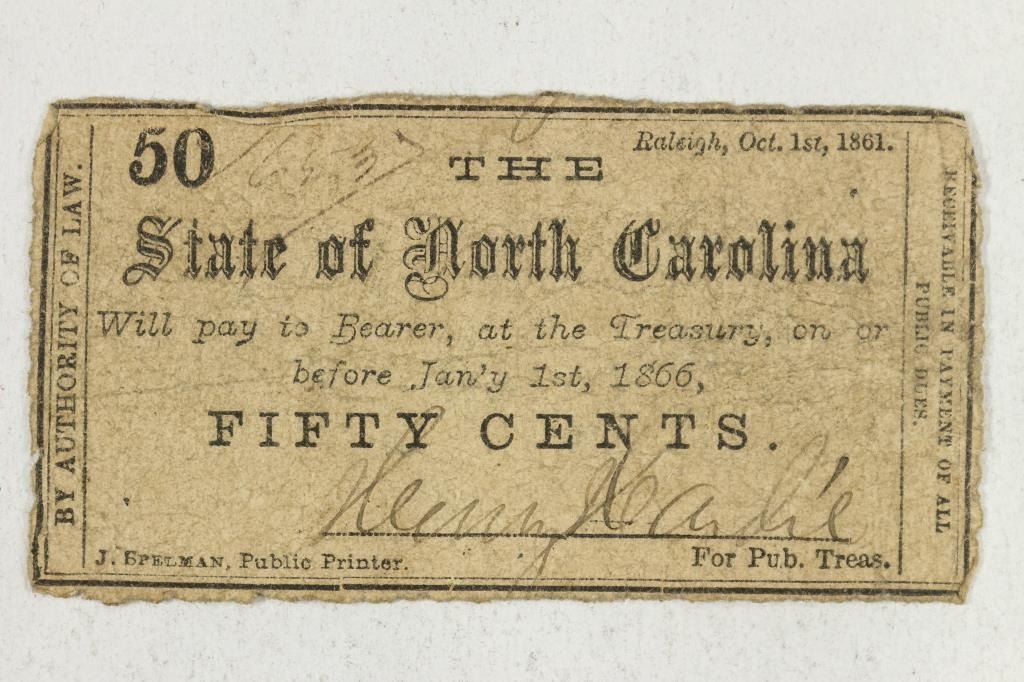 50
Raleigh, Oct. 1st, 1861.
THE
State of North Carolina
Will pay to Bearer, at the Treasury, on or
before Jan'y 1st, 1866,
FIFTY CENTS.
Henry
J. SPELMAN, Public Printer.
For Pub. Treas.
BY AUTHORITY OF LAW.
RECEIVABLE IN PAYMENT OF ALL
PUBLIC DUES.